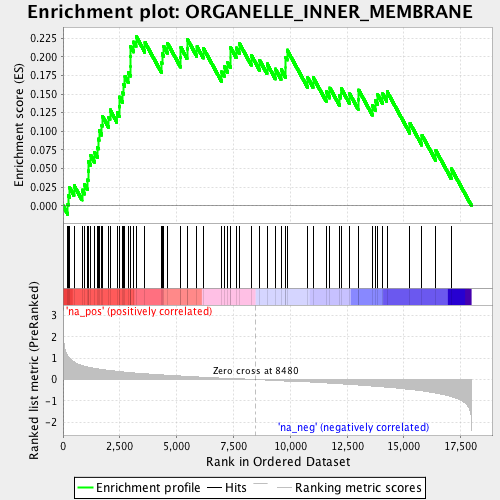 Enrichment plot: ORGANELLE_INNER_MEMBRANE
Enrichment score (ES)
0.225
0.200
0.175
0.150
0.125
0.100
0.075
0.050
0.025
0.000
'na_pos' (positively correlated)
Ranked list metric (PreRanked)
3
2
1
0
-1
-2
Zero cross at 8480
'na_neg' (negatively correlated)
0
2,500
5,000
7,500
10,000
12,500
15,000
17,500
Rank in Ordered Dataset
Enrichment profile
Hits
Ranking metric scores